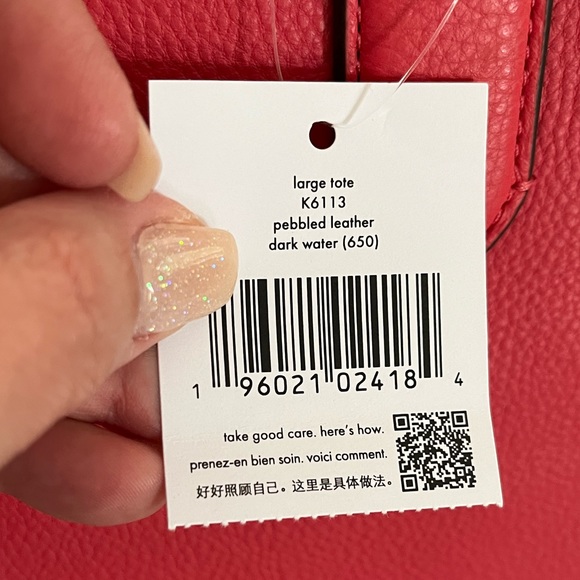 large tote
K6113
pebbled leather
dark water (650)
1 96021 02418 4
take good care. here's how.
prenez-en bien soin. voici comment.
好好照顾自己。这里是具体做法。